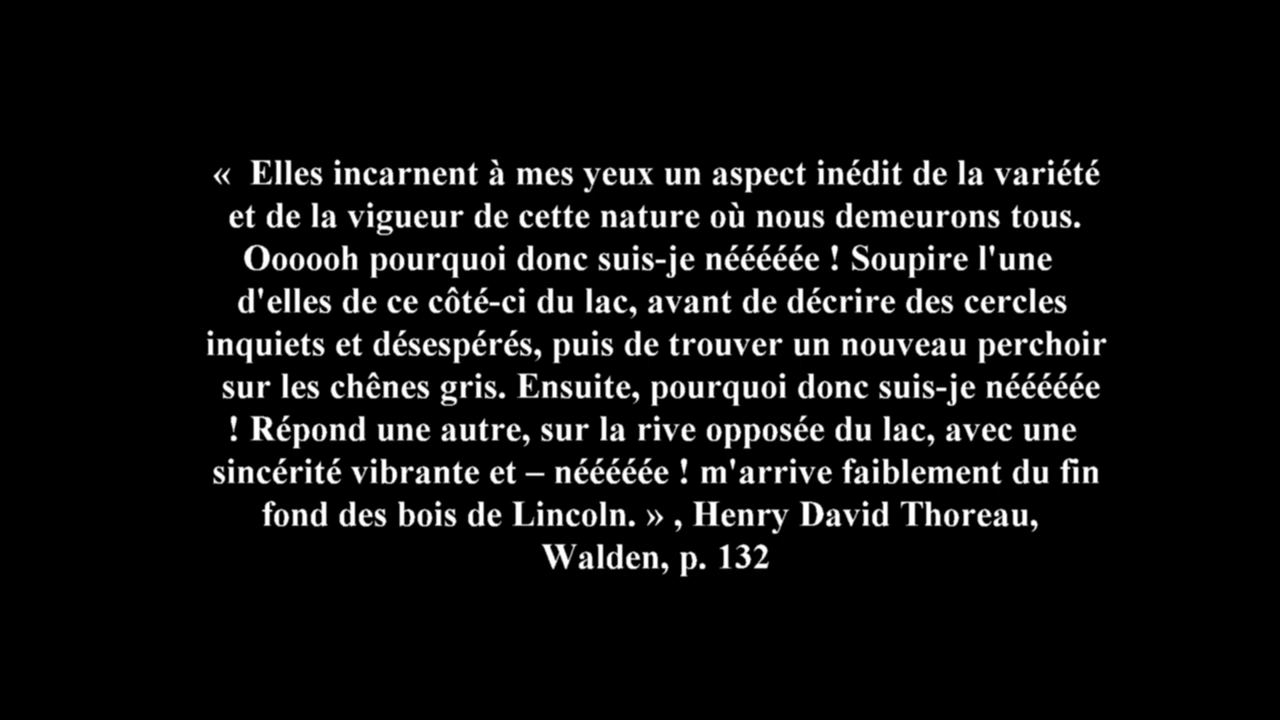 «  Elles incarnent à mes yeux un aspect inédit de la variété
et de la vigueur de cette nature où nous demeurons tous.
Oooooh pourquoi donc suis-je nééééée ! Soupire l'une
d'elles de ce côté-ci du lac, avant de décrire des cercles
inquiets et désespérés, puis de trouver un nouveau perchoir
sur les chênes gris. Ensuite, pourquoi donc suis-je nééééée
! Répond une autre, sur la rive opposée du lac, avec une
sincérité vibrante et – nééééée ! m'arrive faiblement du fin
fond des bois de Lincoln. » , Henry David Thoreau,
Walden, p. 132